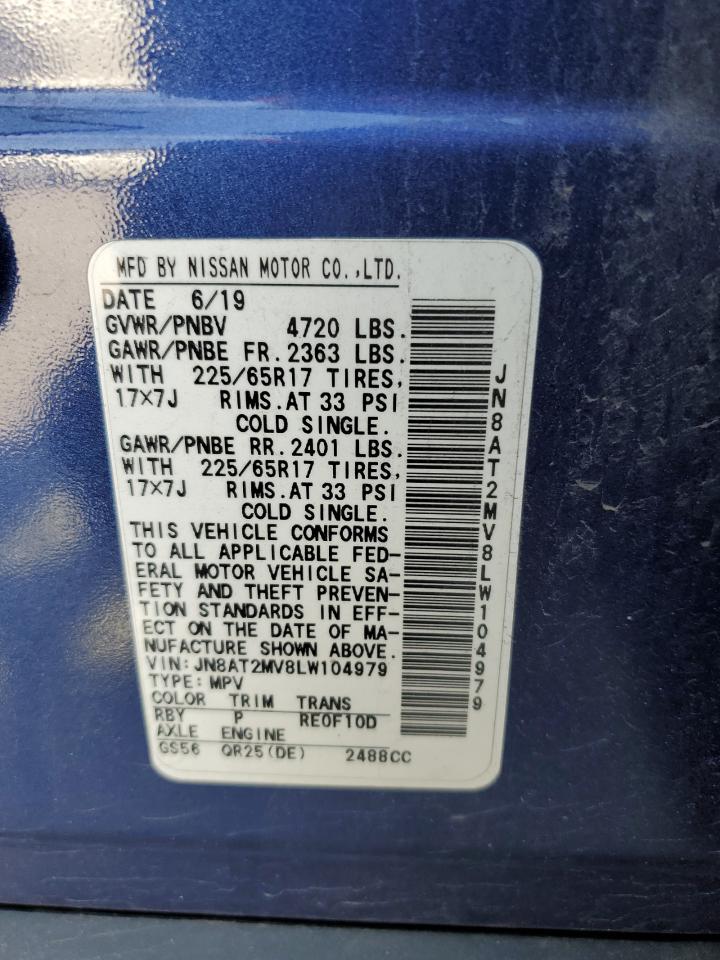 MFD BY NISSAN MOTOR CO.,LTD.
DATE 6/19
GVWR/PNBV 4720 LBS.
GAWR/PNBE FR.2363 LBS.
WITH 225/65R17 TIRES,
17×7J RIMS.AT 33 PSI
COLD SINGLE.
GAWR/PNBE RR.2401 LBS.
WITH 225/65R17 TIRES,
17×7J RIMS.AT 33 PSI
COLD SINGLE.
THIS VEHICLE CONFORMS
TO ALL APPLICABLE FED-
ERAL MOTOR VEHICLE SA-
FETY AND THEFT PREVEN-
TION STANDARDS IN EFF-
ECT ON THE DATE OF MA-
NUFACTURE SHOWN ABOVE.
VIN: JN8AT2MV8LW104979
TYPE: MPV
COLOR TRIM TRANS
RBY P RE0F10D
AXLE ENGINE
GS56 QR25(DE) 2488CC
JN8AT2MV8LW104979